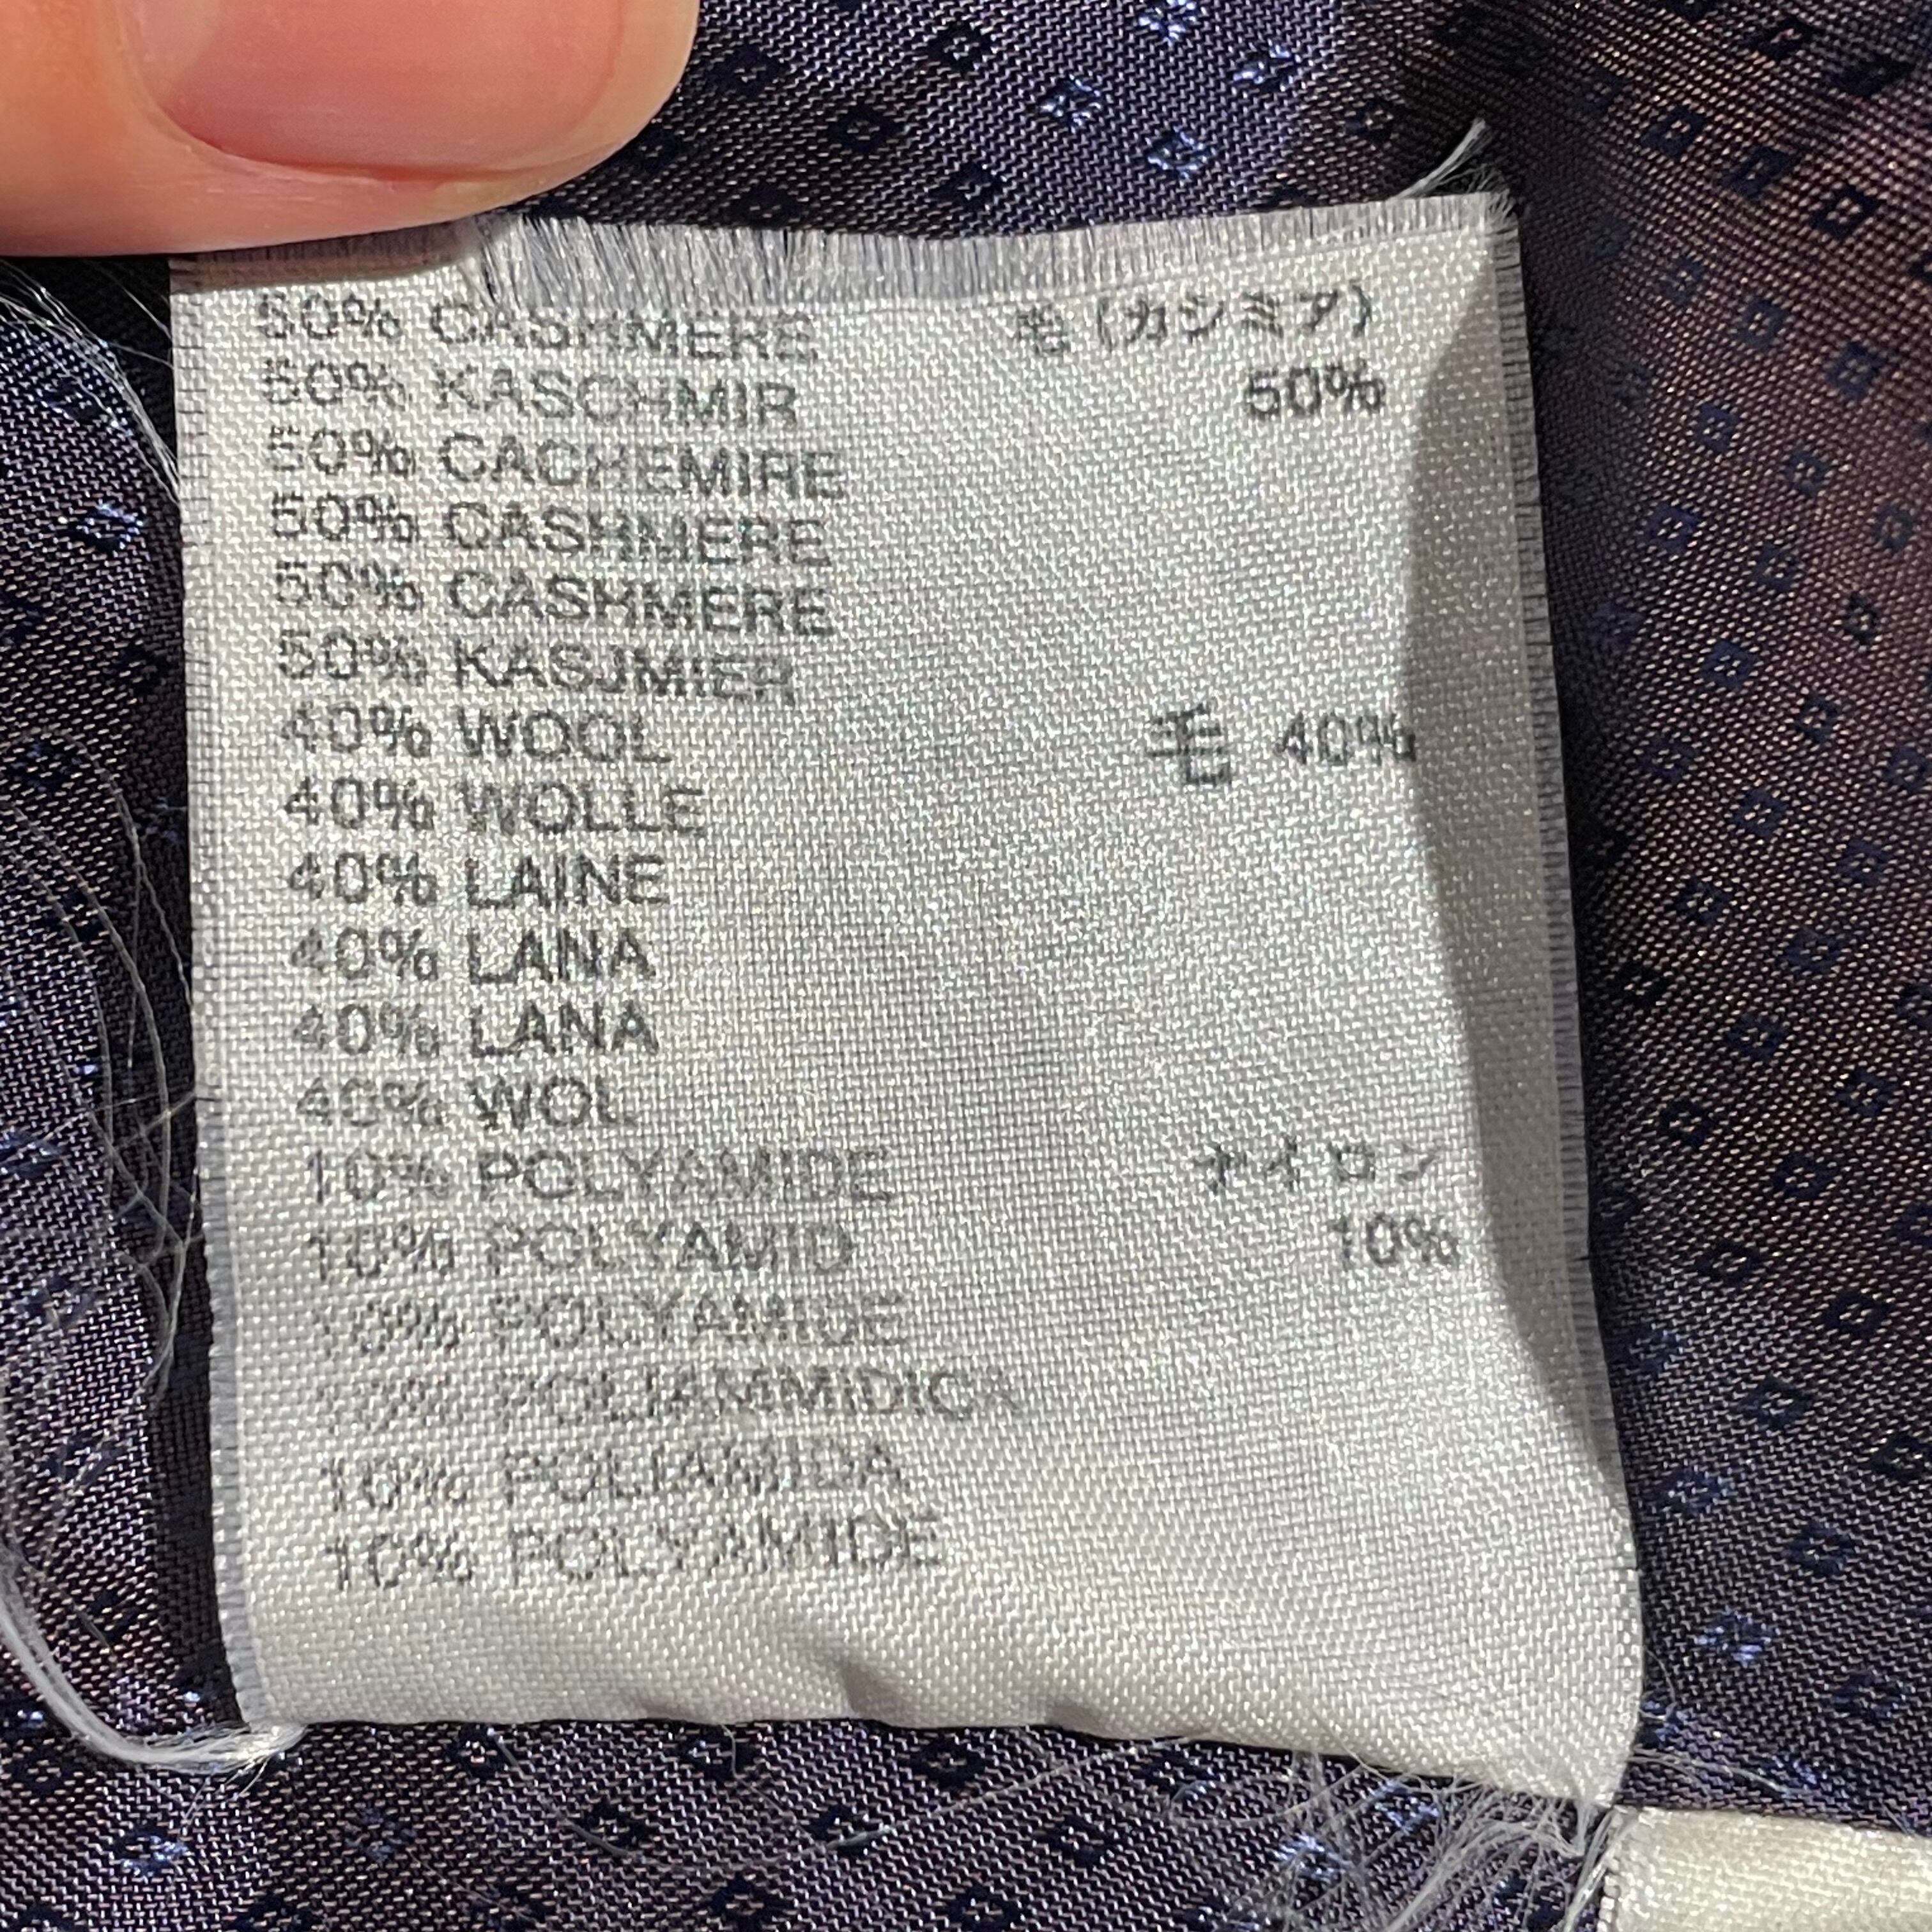 50% CASHMERE 毛 (カシミア)
50% KASCHMIR 50%
50% CACHEMIRE
50% CASHMERE
50% CASHMERE
50% KASJMIER
40% WOOL 毛 40%
40% WOLLE
40% LAINE
40% LANA
40% LANA
40% WOL
10% POLYAMIDE ナイロン
10% POLYAMID 10%
10% POLYAMIDE
10% POLIAMMIDICA
10% POLIAMIDA
10% POLYAMIDE